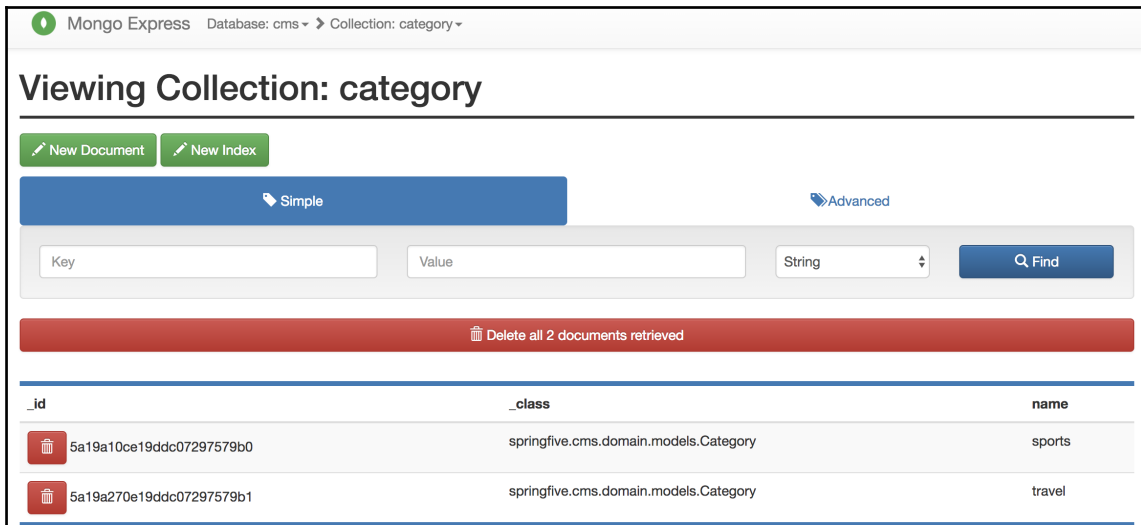 Mongo Express Database: cms Collection: category
Viewing Collection: category
New Document New Index
Simple Advanced
Key Value String Find
Delete all 2 documents retrieved
_id _class name
5a19a10ce19ddc07297579b0 springfive.cms.domain.models.Category sports
5a19a270e19ddc07297579b1 springfive.cms.domain.models.Category travel